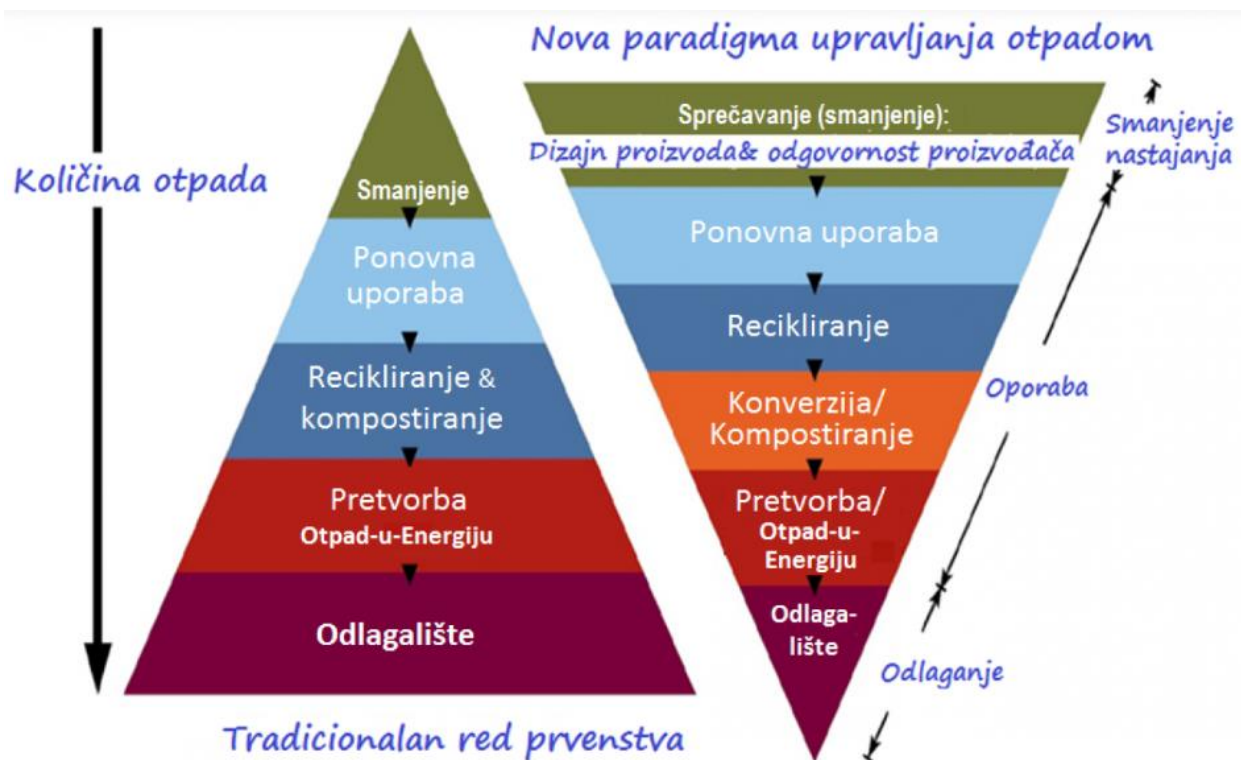 Količina otpada
Smanjenje
Ponovna
uporaba
Recikliranje &
kompostiranje
Pretvorba
Otpad-u-Energiju
Odlagalište
Tradicionalan red prvenstva
Nova paradigma upravljanja otpadom
Sprečavanje (smanjenje):
Dizajn proizvoda& odgovornost proizvođača
Ponovna uporaba
Recikliranje
Konverzija/
Kompostiranje
Pretvorba/
Otpad-u-
Energiju
Odlaga-
lište
Smanjenje
nastajanja
Oporaba
Odlaganje